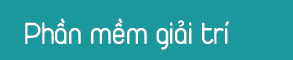 Phần mềm giải trí